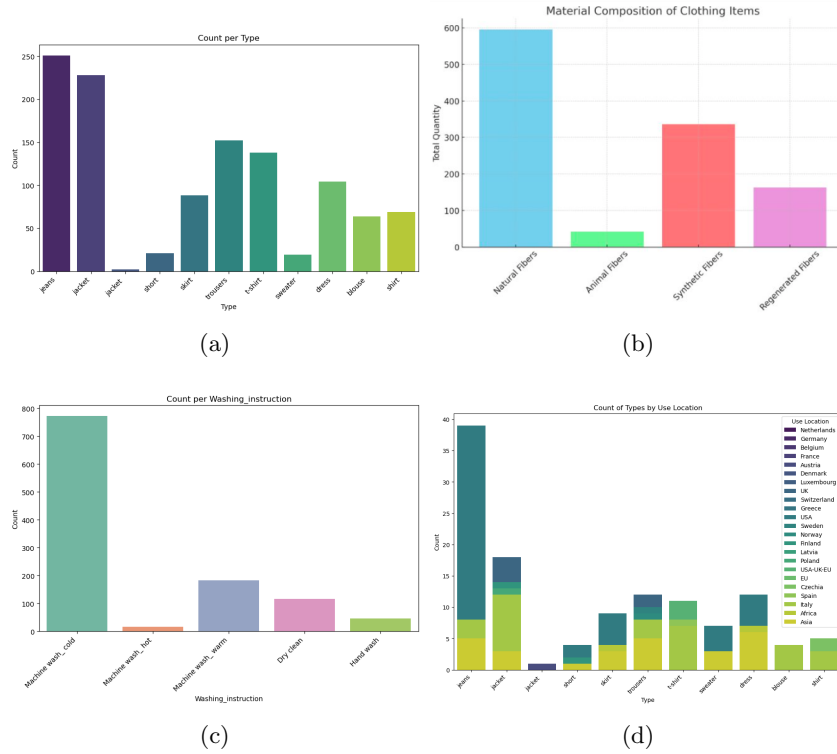 Count per Type
250
200
150
100
50
0
Count
jeans
jacket
jacket
short
skirt
trousers
t-shirt
sweater
dress
blouse
shirt
Type
(a)
Material Composition of Clothing Items
600
500
400
300
200
100
0
Total Quantity
Natural Fibers
Animal Fibers
Synthetic Fibers
Regenerated Fibers
(b)
Count per Washing_instruction
800
700
600
500
400
300
200
100
0
Count
Machine wash_ cold
Machine wash_ hot
Machine wash_ warm
Dry clean
Hand wash
Washing_instruction
(c)
Count of Types by Use Location
40
35
30
25
20
15
10
5
0
Count
Use Location
Netherlands
Germany
Belgium
France
Austria
Denmark
Luxembourg
UK
Switzerland
Greece
USA
Sweden
Norway
Finland
Latvia
Poland
USA-UK-EU
EU
Czechia
Spain
Italy
Africa
Asia
jeans
jacket
jacket
short
skirt
trousers
t-shirt
sweater
dress
blouse
shirt
Type
(d)